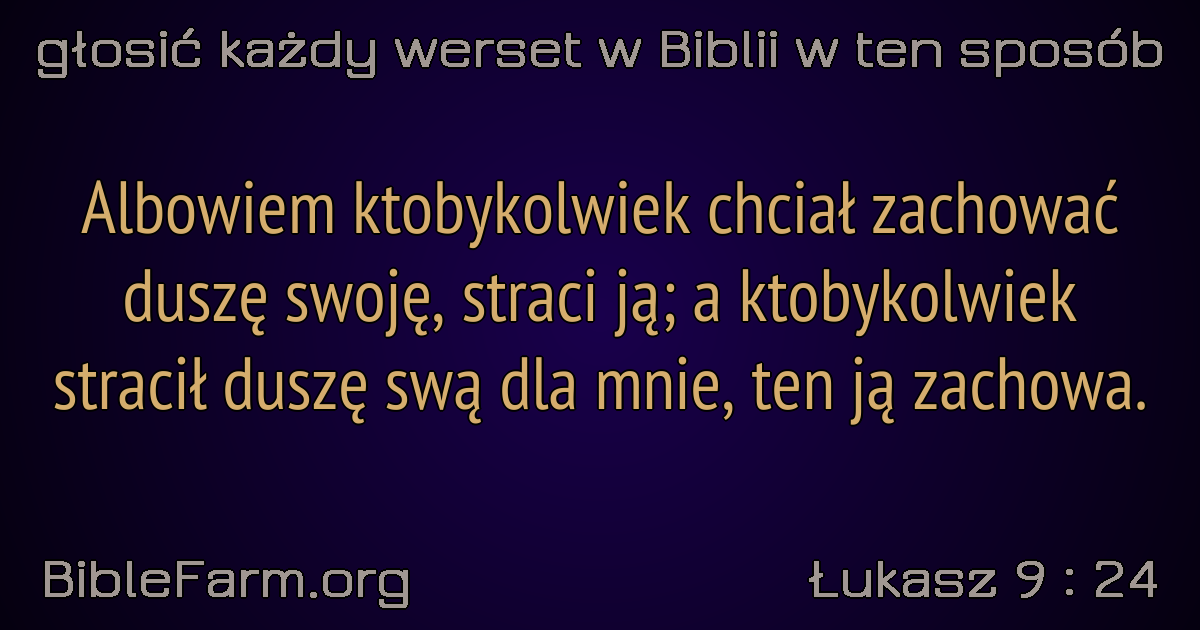 głosić każdy werset w Biblii w ten sposób
Albowiem ktobykolwiek chciał zachować
duszę swoję, straci ją; a ktobykolwiek
stracił duszę swą dla mnie, ten ją zachowa.
BibleFarm.org
Łukasz 9 : 24